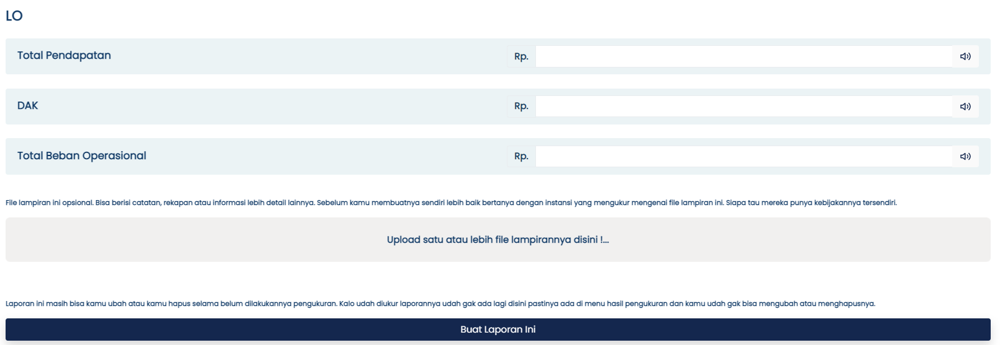 LO
Total Pendapatan Rp.
DAK Rp.
Total Beban Operasional Rp.
File lampiran ini opsional. Bisa berisi catatan, rekapan atau informasi lebih detail lainnya. Sebelum kamu membuatnya sendiri lebih baik bertanya dengan instansi yang mengukur mengenai file lampiran ini. Siapa tau mereka punya kebijakannya tersendiri.
Upload satu atau lebih file lampirannya disini !...
Laporan ini masih bisa kamu ubah atau kamu hapus selama belum dilakukannya pengukuran. Kalo udah diukur laporannya udah gak ada lagi disini pastinya ada di menu hasil pengukuran dan kamu udah gak bisa mengubah atau menghapusnya.
Buat Laporan Ini